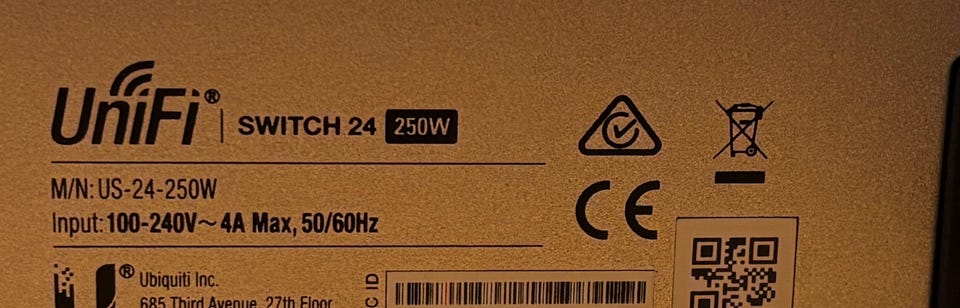 UniFi® | SWITCH 24 250W
M/N: US-24-250W
Input: 100-240V~ 4A Max, 50/60Hz
CE
U®
Ubiquiti Inc.
685 Third Avenue, 27th Floor
C ID